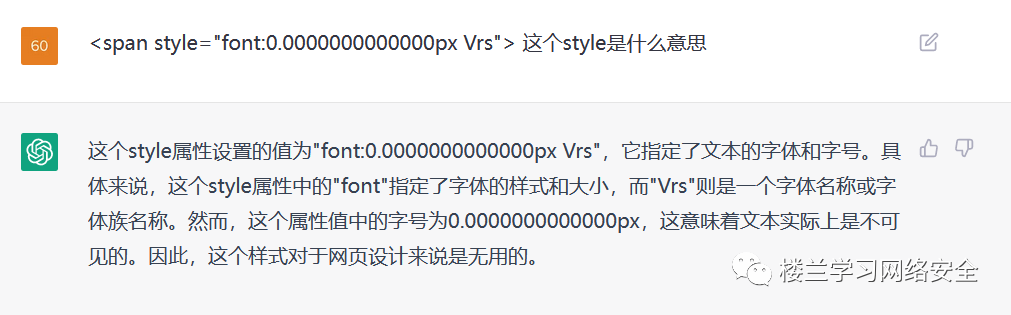 60
<span style="font:0.0000000000000px Vrs"> 这个style是什么意思
这个style属性设置的值为"font:0.0000000000000px Vrs"，它指定了文本的字体和字号。具
体来说，这个style属性中的"font"指定了字体的样式和大小，而"Vrs"则是一个字体名称或字
体族名称。然而，这个属性值中的字号为0.0000000000000px，这意味着文本实际上是不可
见的。因此，这个样式对于网页设计来说是无用的。
楼兰学习网络安全